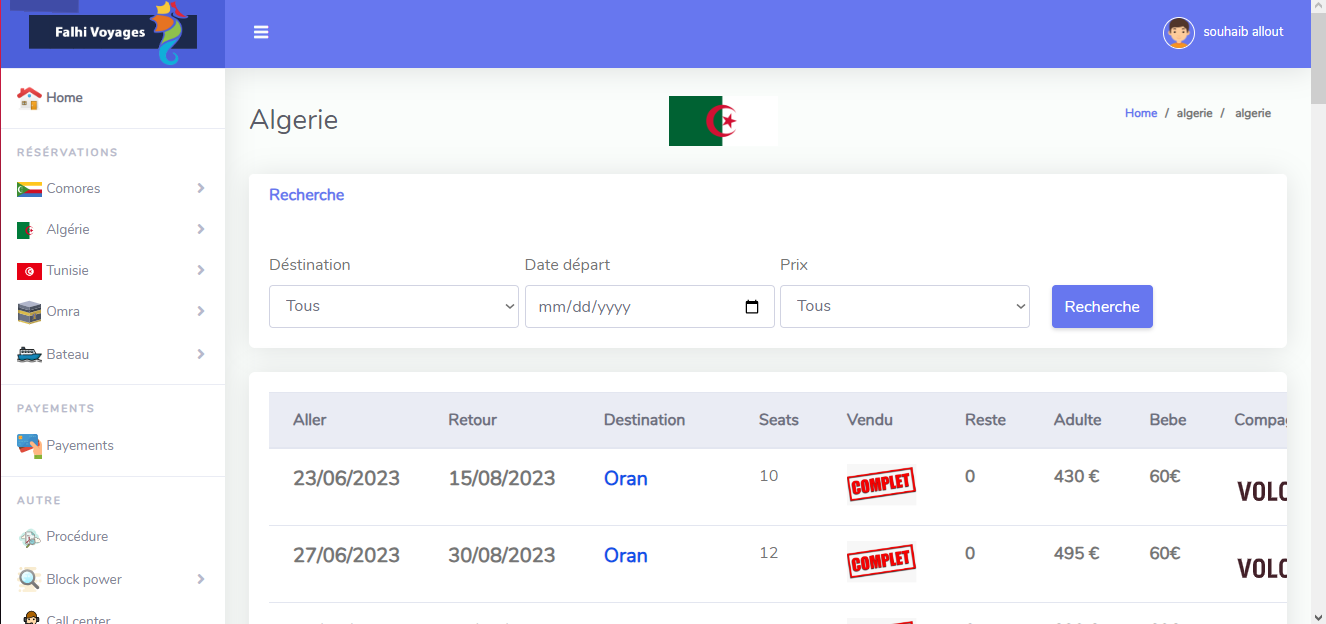 Falhi Voyages
souhaib allout
Home
RÉSÉRVATIONS
Comores
Algérie
Tunisie
Omra
Bateau
PAYEMENTS
Payements
AUTRE
Procédure
Block power
Call center
Algerie
Home / algerie / algerie
Recherche
Déstination Date départ Prix
Tous mm/dd/yyyy Tous Recherche
Aller Retour Destination Seats Vendu Reste Adulte Bebe Compag
23/06/2023 15/08/2023 Oran 10 COMPLET 0 430 € 60€ VOLO
27/06/2023 30/08/2023 Oran 12 COMPLET 0 495 € 60€ VOLO